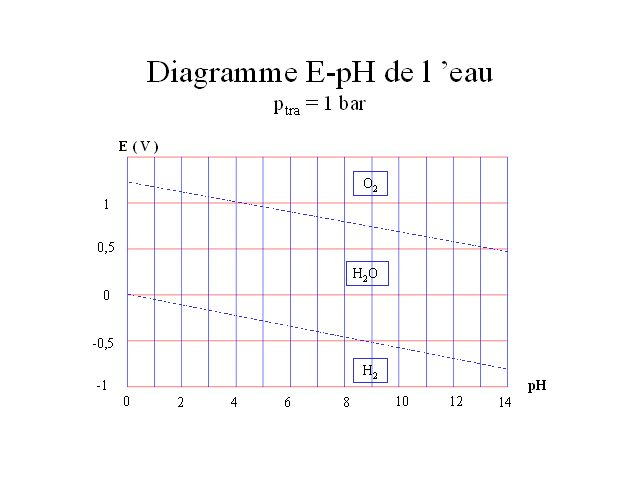 Diagramme E-pH de l ’eau
ptra = 1 bar
E ( V )
O2
1
0,5
H2O
0
-0,5
H2
-1
pH
0 2 4 6 8 10 12 14